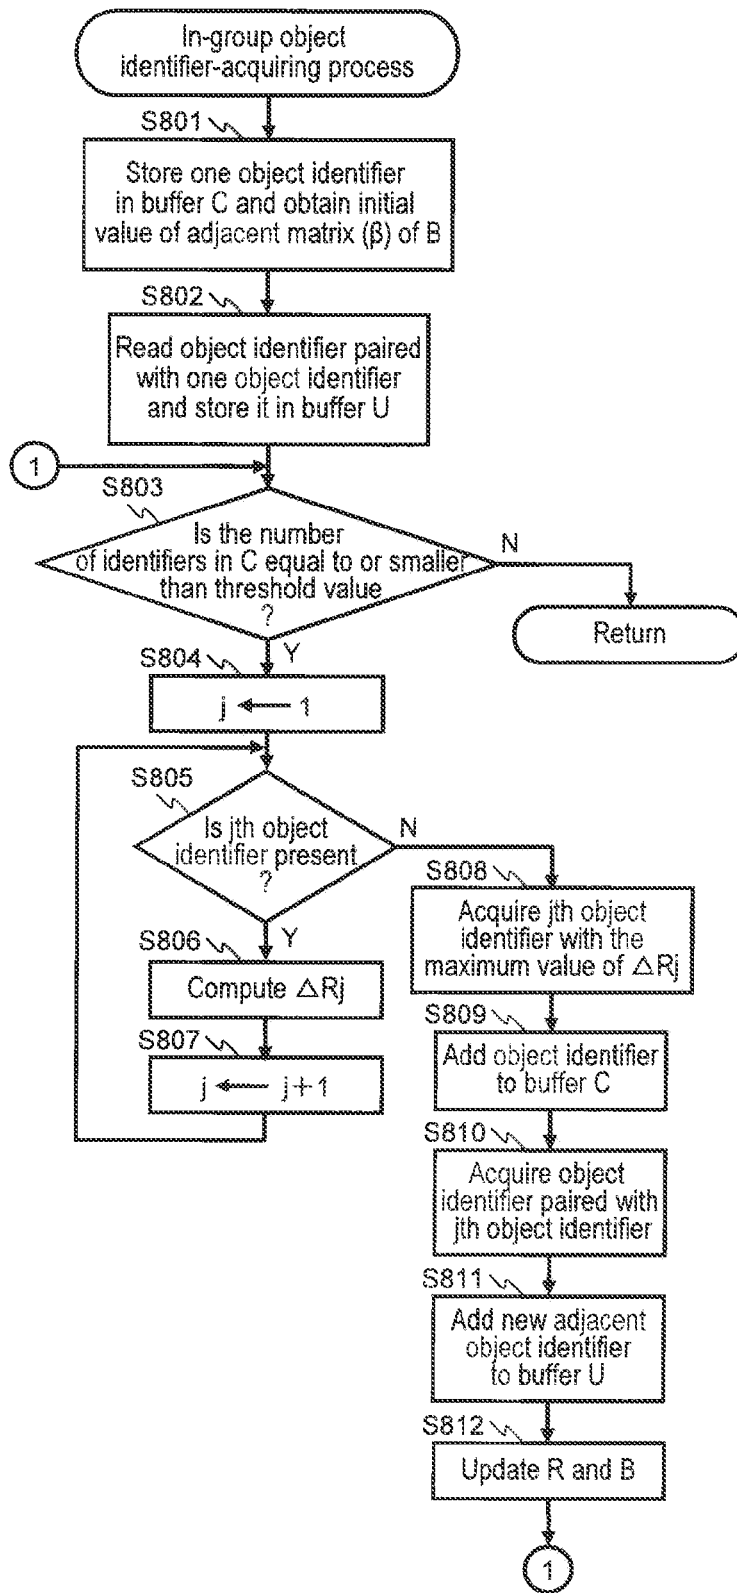 In-group object
identifier-acquiring process
S801
Store one object identifier
in buffer C and obtain initial
value of adjacent matrix (β) of B
S802
Read object identifier paired
with one object identifier
and store it in buffer U
1
S803
Is the number
of identifiers in C equal to or smaller
than threshold value
?
N
Return
Y
S804
j ← 1
S805
Is jth object
identifier present
?
N
Y
S806
Compute △Rj
S807
j ← j+1
S808
Acquire jth object
identifier with the
maximum value of △Rj
S809
Add object identifier
to buffer C
S810
Acquire object
identifier paired with
jth object identifier
S811
Add new adjacent
object identifier
to buffer U
S812
Update R and B
1